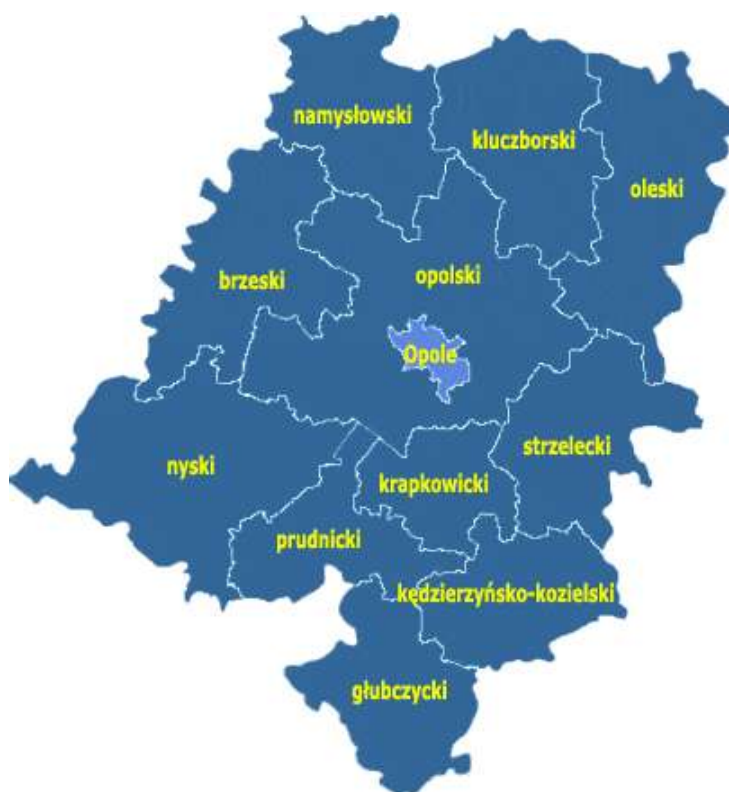 namysłowski
kluczborski
oleski
brzeski
opolski
Opole
strzelecki
nyski
krapkowicki
prudnicki
kędzierzyńsko-kozielski
głubczycki